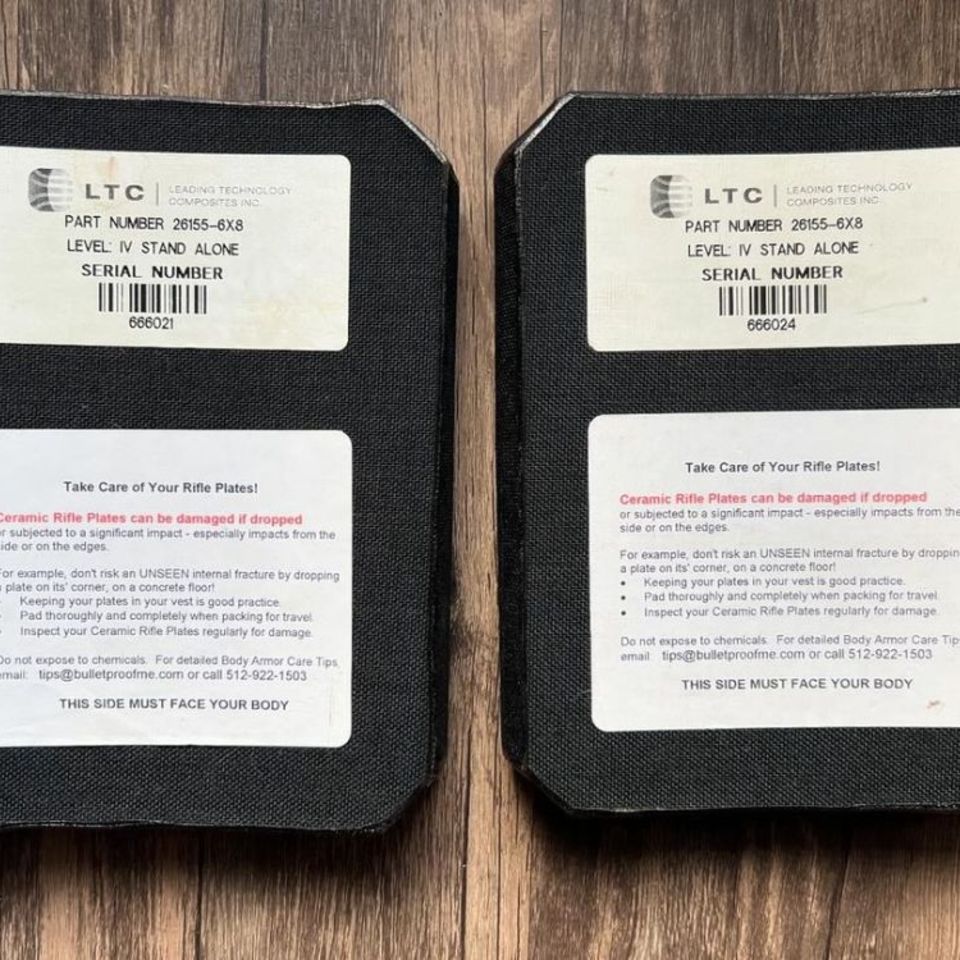 LTC LEADING TECHNOLOGY
COMPOSITES INC.
PART NUMBER 26155-6X8
LEVEL: IV STAND ALONE
SERIAL NUMBER
666021
Take Care of Your Rifle Plates!
Ceramic Rifle Plates can be damaged if dropped
or subjected to a significant impact - especially impacts from the
side or on the edges.
For example, don't risk an UNSEEN internal fracture by dropping
a plate on its' corner, on a concrete floor!
Keeping your plates in your vest is good practice.
Pad thoroughly and completely when packing for travel.
Inspect your Ceramic Rifle Plates regularly for damage.
Do not expose to chemicals. For detailed Body Armor Care Tips,
email: tips@bulletproofme.com or call 512-922-1503
THIS SIDE MUST FACE YOUR BODY
LTC LEADING TECHNOLOGY
COMPOSITES INC.
PART NUMBER 26155-6X8
LEVEL: IV STAND ALONE
SERIAL NUMBER
666024
Take Care of Your Rifle Plates!
Ceramic Rifle Plates can be damaged if dropped
or subjected to a significant impact - especially impacts from the
side or on the edges.
For example, don't risk an UNSEEN internal fracture by dropping
a plate on its' corner, on a concrete floor!
• Keeping your plates in your vest is good practice.
• Pad thoroughly and completely when packing for travel.
• Inspect your Ceramic Rifle Plates regularly for damage.
Do not expose to chemicals. For detailed Body Armor Care Tips,
email: tips@bulletproofme.com or call 512-922-1503
THIS SIDE MUST FACE YOUR BODY